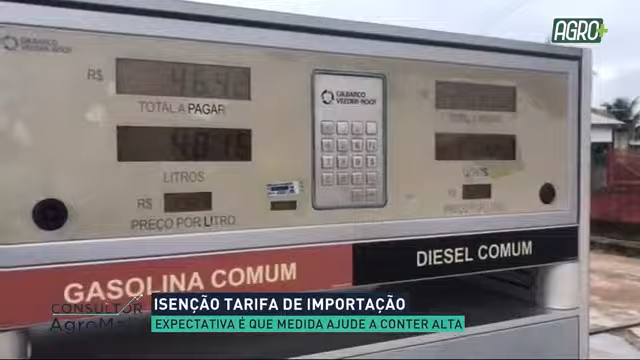 AGRO+
GILBARCO
VEEDER-ROOT
R$
TOTAL A PAGAR
LITROS
R$
PREÇO POR LITRO
GILBARCO
VEEDER-ROOT
R$
GASOLINA COMUM
DIESEL COMUM
CONSULTOR
AgroMais
ISENÇÃO TARIFA DE IMPORTAÇÃO
EXPECTATIVA É QUE MEDIDA AJUDE A CONTER ALTA